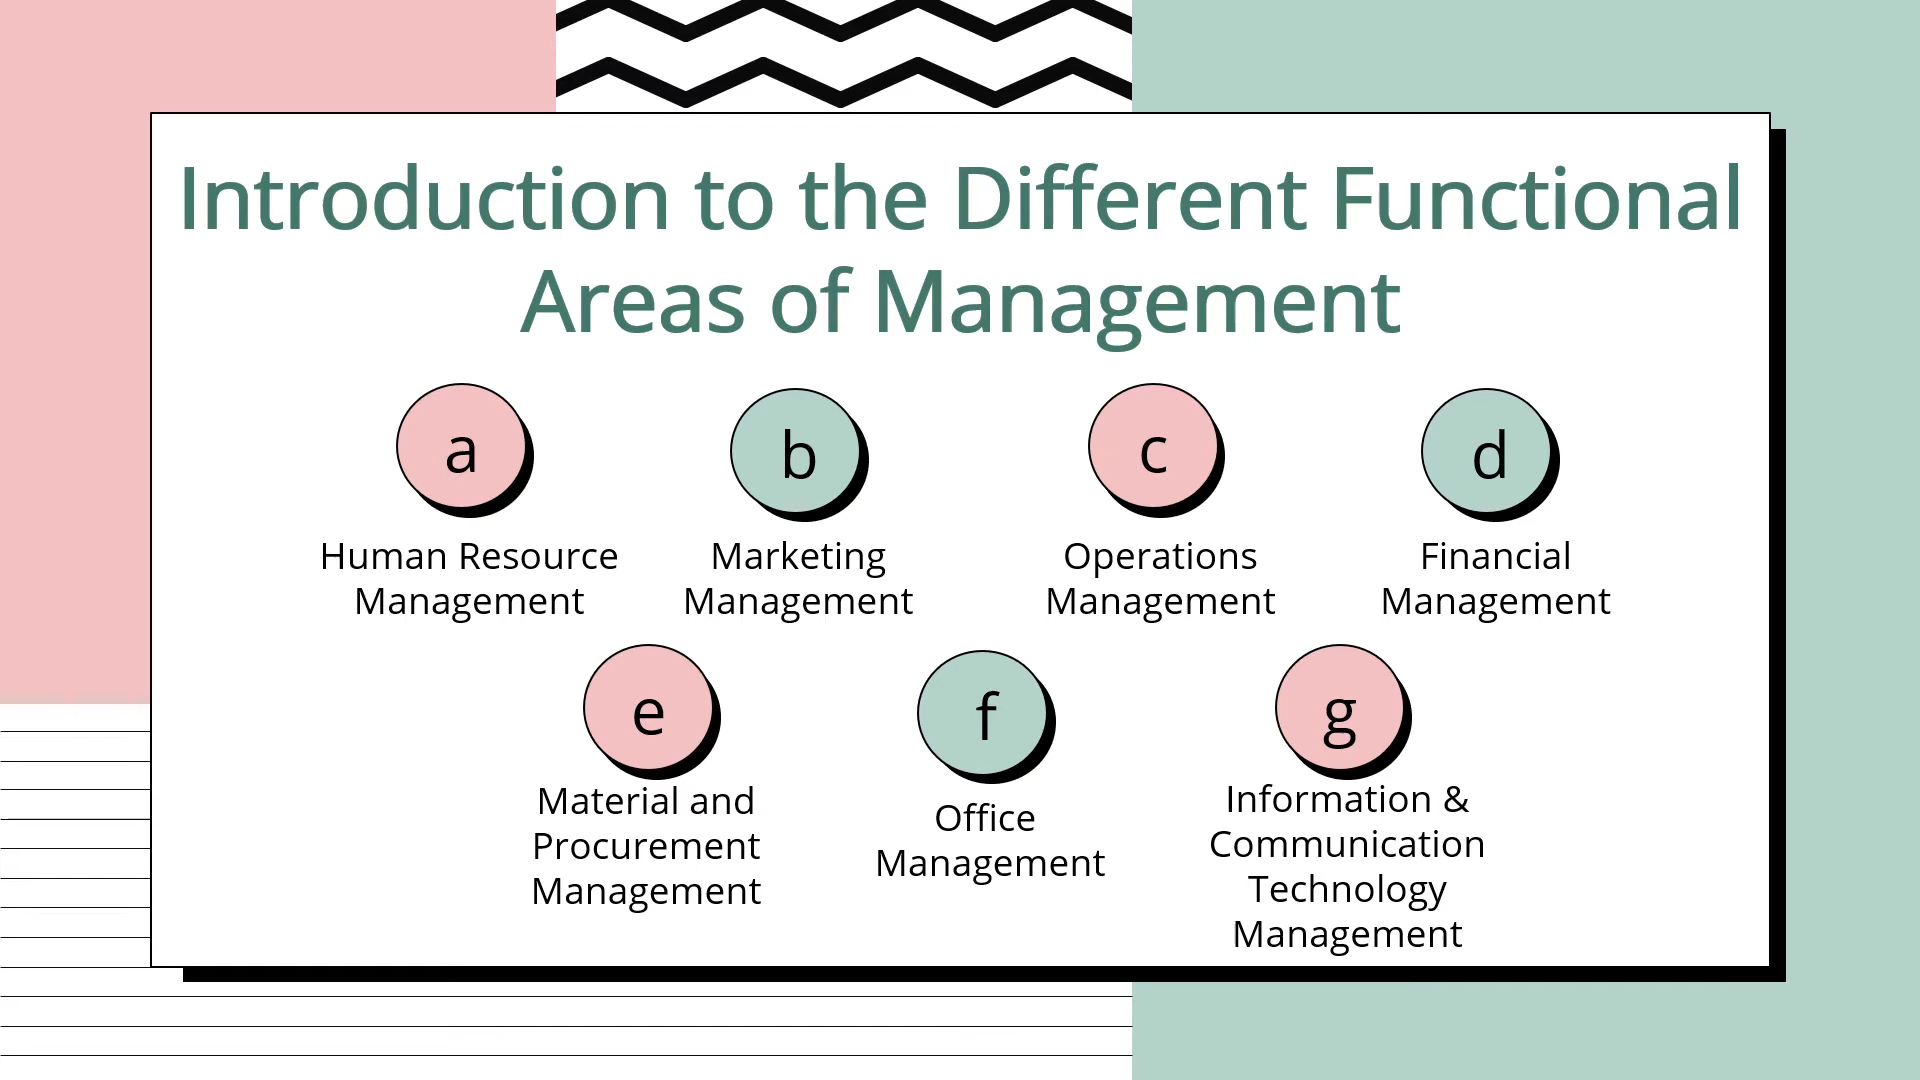 Introduction to the Different Functional
Areas of Management
a
b
c
d
Human Resource
Management
Marketing
Management
Operations
Management
Financial
Management
e
f
g
Material and
Procurement
Management
Office
Management
Information &
Communication
Technology
Management